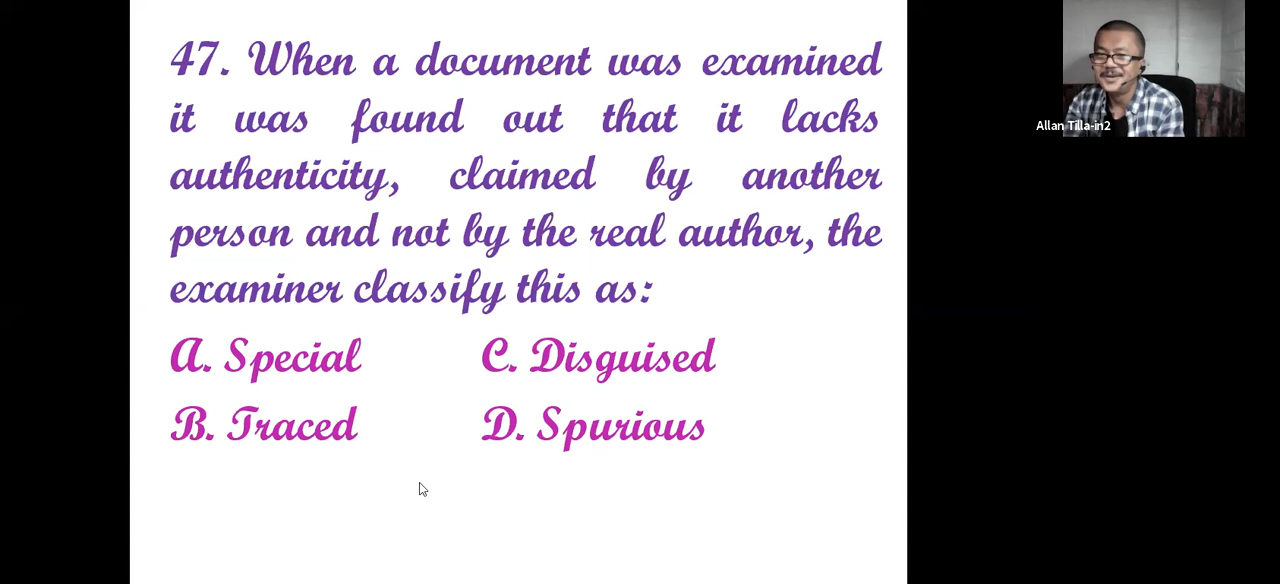 47. When a document was examined
it was found out that it lacks
authenticity, claimed by another
person and not by the real author, the
examiner classify this as:
A. Special C. Disguised
B. Traced D. Spurious
Allan Tilla-in2